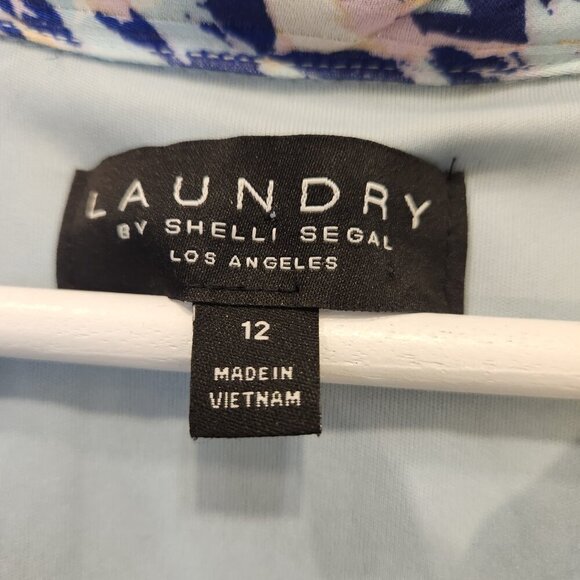 LAUNDRY
BY SHELLI SEGAL
LOS ANGELES
12
MADE IN
VIETNAM